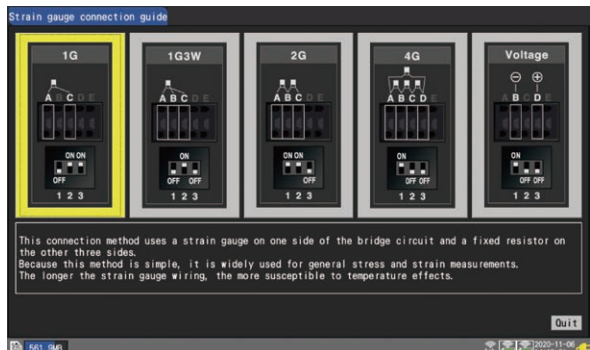 Strain gauge connection guide
1G 1G3W 2G 4G Voltage
⊖ ⊕
A B C D E A B C D E A B C D E A B C D E A B C D E
ON ON ON ON ON ON ON
OFF OFF OFF OFF OFF OFF OFF OFF
1 2 3 1 2 3 1 2 3 1 2 3 1 2 3
This connection method uses a strain gauge on one side of the bridge circuit and a fixed resistor on
the other three sides.
Because this method is simple, it is widely used for general stress and strain measurements.
The longer the strain gauge wiring, the more susceptible to temperature effects.
Quit
561.9MB 2020-11-06